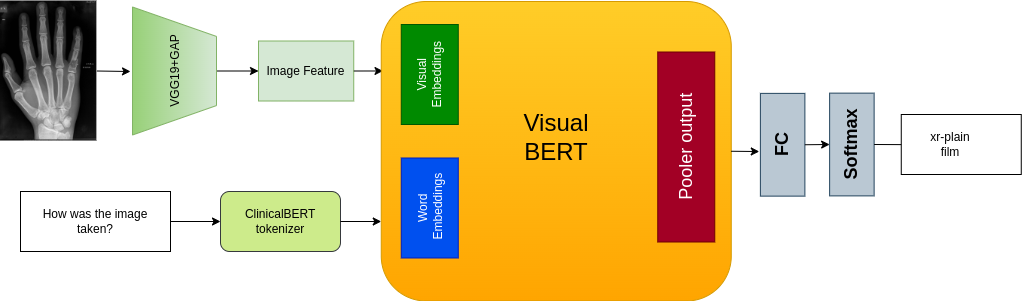 VGG19+GAP
Image Feature
Visual
Embeddings
Word
Embeddings
Visual
BERT
Pooler output
FC
Softmax
xr-plain
film
How was the image
taken?
ClinicalBERT
tokenizer